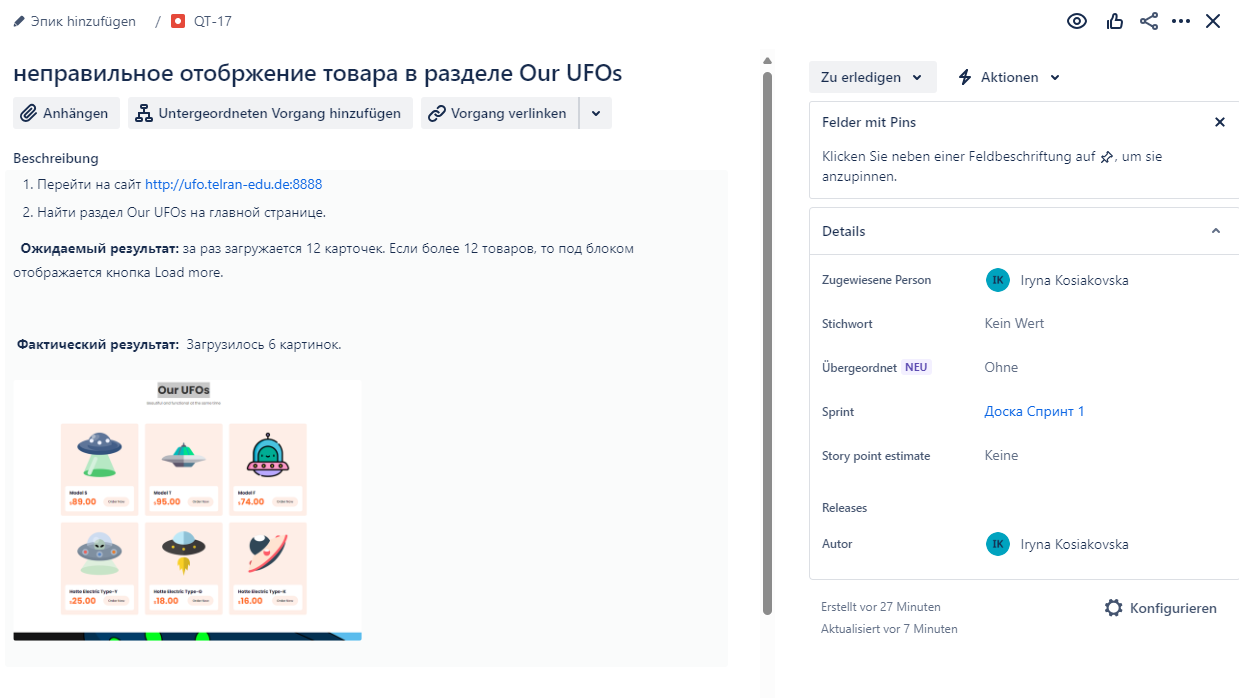 Эпик hinzufügen / QT-17
неправильное отобржение товара в разделе Our UFOs
Anhängen Untergeordneten Vorgang hinzufügen Vorgang verlinken
Beschreibung
1. Перейти на сайт http://ufo.telran-edu.de:8888
2. Найти раздел Our UFOs на главной странице.
Ожидаемый результат: за раз загружается 12 карточек. Если более 12 товаров, то под блоком
отображается кнопка Load more.
Фактический результат: Загрузилось 6 картинок.
Our UFOs
Beautiful and functional at the same time
Model S Model T Model F
89.00 Order Now 95.00 Order Now 74.00 Order Now
Hotte Electric Type-Y Hotte Electric Type-G Hotte Electric Type-K
25.00 Order Now 18.00 Order Now 16.00 Order Now
Zu erledigen Aktionen
Felder mit Pins
Klicken Sie neben einer Feldbeschriftung auf , um sie
anzupinnen.
Details
Zugewiesene Person IK Iryna Kosiakovska
Stichwort Kein Wert
Übergeordnet NEU Ohne
Sprint Доска Спринт 1
Story point estimate Keine
Releases
Autor IK Iryna Kosiakovska
Erstellt vor 27 Minuten
Konfigurieren
Aktualisiert vor 7 Minuten